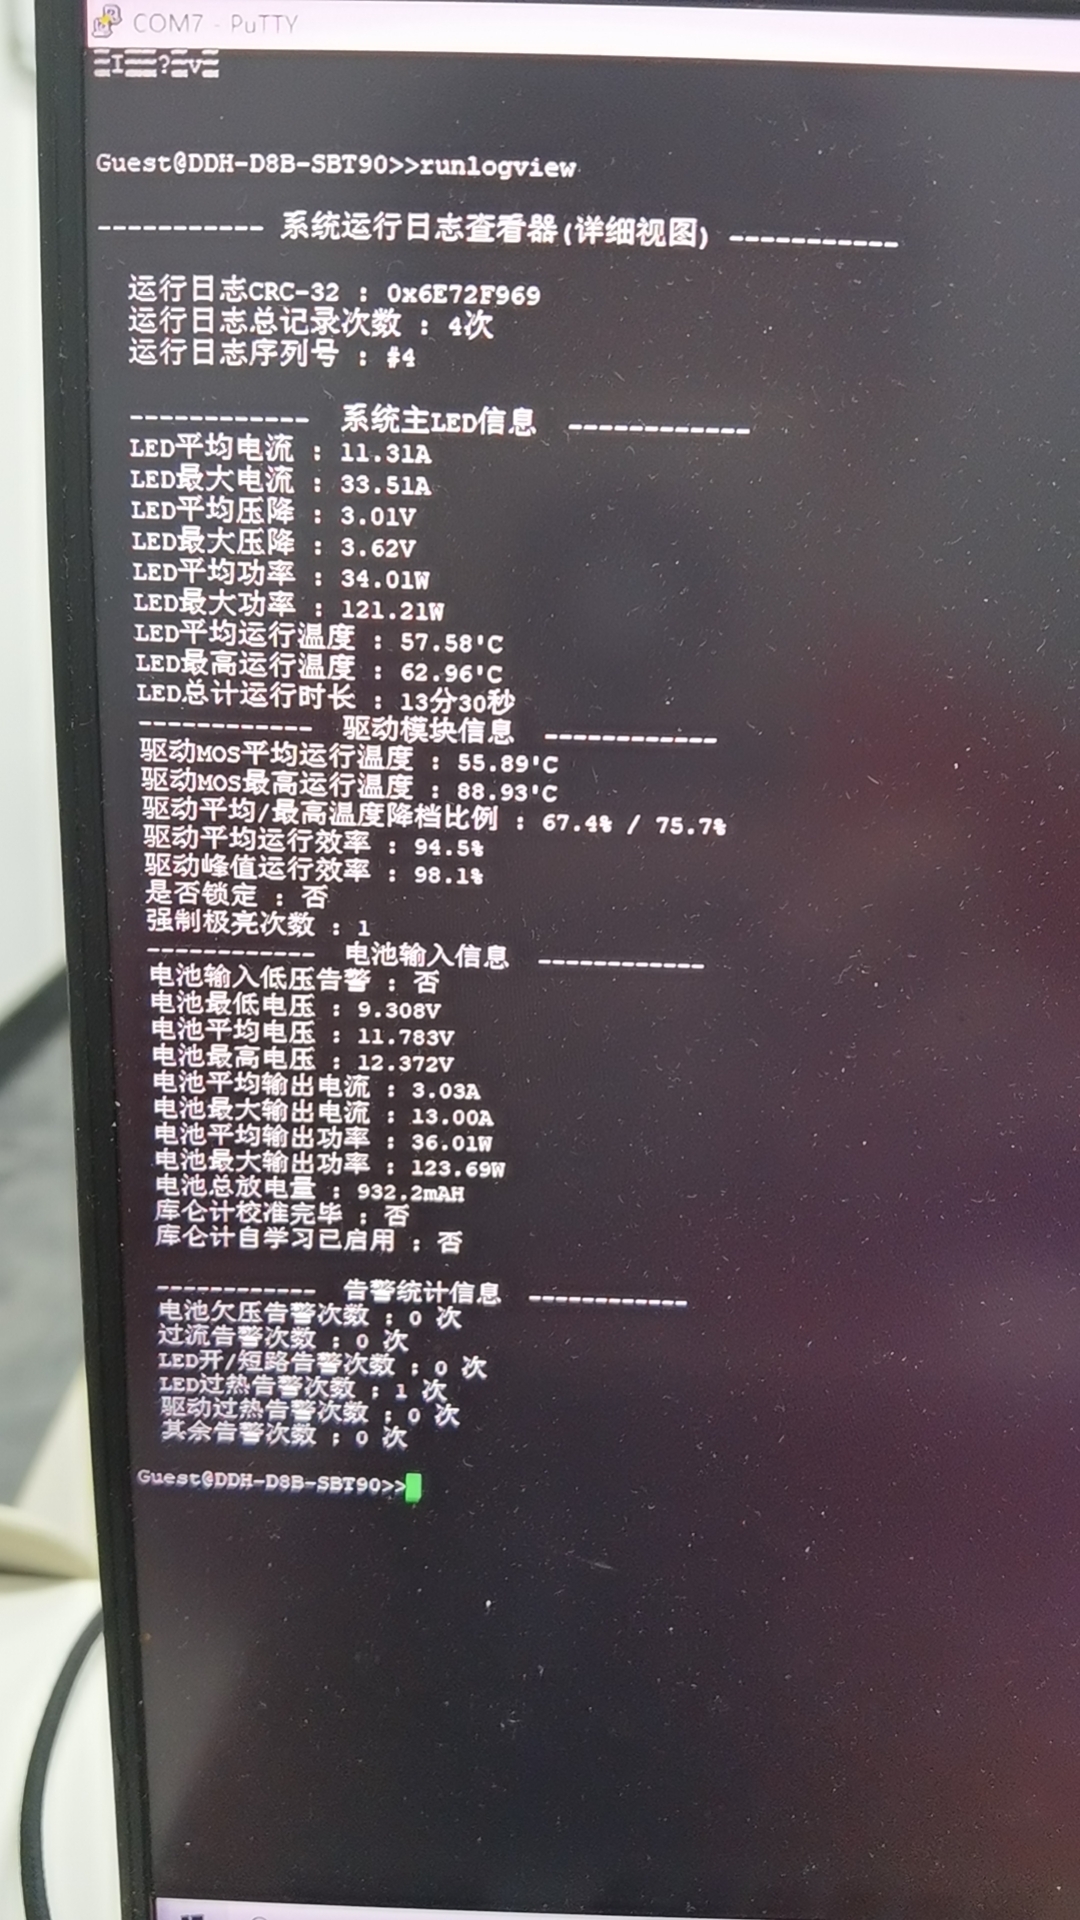 COM7 - PuTTY
Guest@DDH-D8B-SBT90>>runlogview
----------- 系统运行日志查看器(详细视图) -----------
运行日志CRC-32 : 0x6E72F969
运行日志总记录次数 : 4次
运行日志序列号 : #4
------------ 系统主LED信息 ------------
LED平均电流 : 11.31A
LED最大电流 : 33.51A
LED平均压降 : 3.01V
LED最大压降 : 3.62V
LED平均功率 : 34.01W
LED最大功率 : 121.21W
LED平均运行温度 : 57.58'C
LED最高运行温度 : 62.96'C
LED总计运行时长 : 13分30秒
------------ 驱动模块信息 ------------
驱动MOS平均运行温度 : 55.89'C
驱动MOS最高运行温度 : 88.93'C
驱动平均/最高温度降档比例 : 67.4% / 75.7%
驱动平均运行效率 : 94.5%
驱动峰值运行效率 : 98.1%
是否锁定 : 否
强制极亮次数 : 1
------------ 电池输入信息 ------------
电池输入低压告警 : 否
电池最低电压 : 9.308V
电池平均电压 : 11.783V
电池最高电压 : 12.372V
电池平均输出电流 : 3.03A
电池最大输出电流 : 13.00A
电池平均输出功率 : 36.01W
电池最大输出功率 : 123.69W
电池总放电量 : 932.2mAH
库仑计校准完毕 : 否
库仑计自学习已启用 : 否
------------ 告警统计信息 ------------
电池欠压告警次数 : 0 次
过流告警次数 : 0 次
LED开/短路告警次数 : 0 次
LED过热告警次数 : 1 次
驱动过热告警次数 : 0 次
其余告警次数 : 0 次
Guest@DDH-D8B-SBT90>>